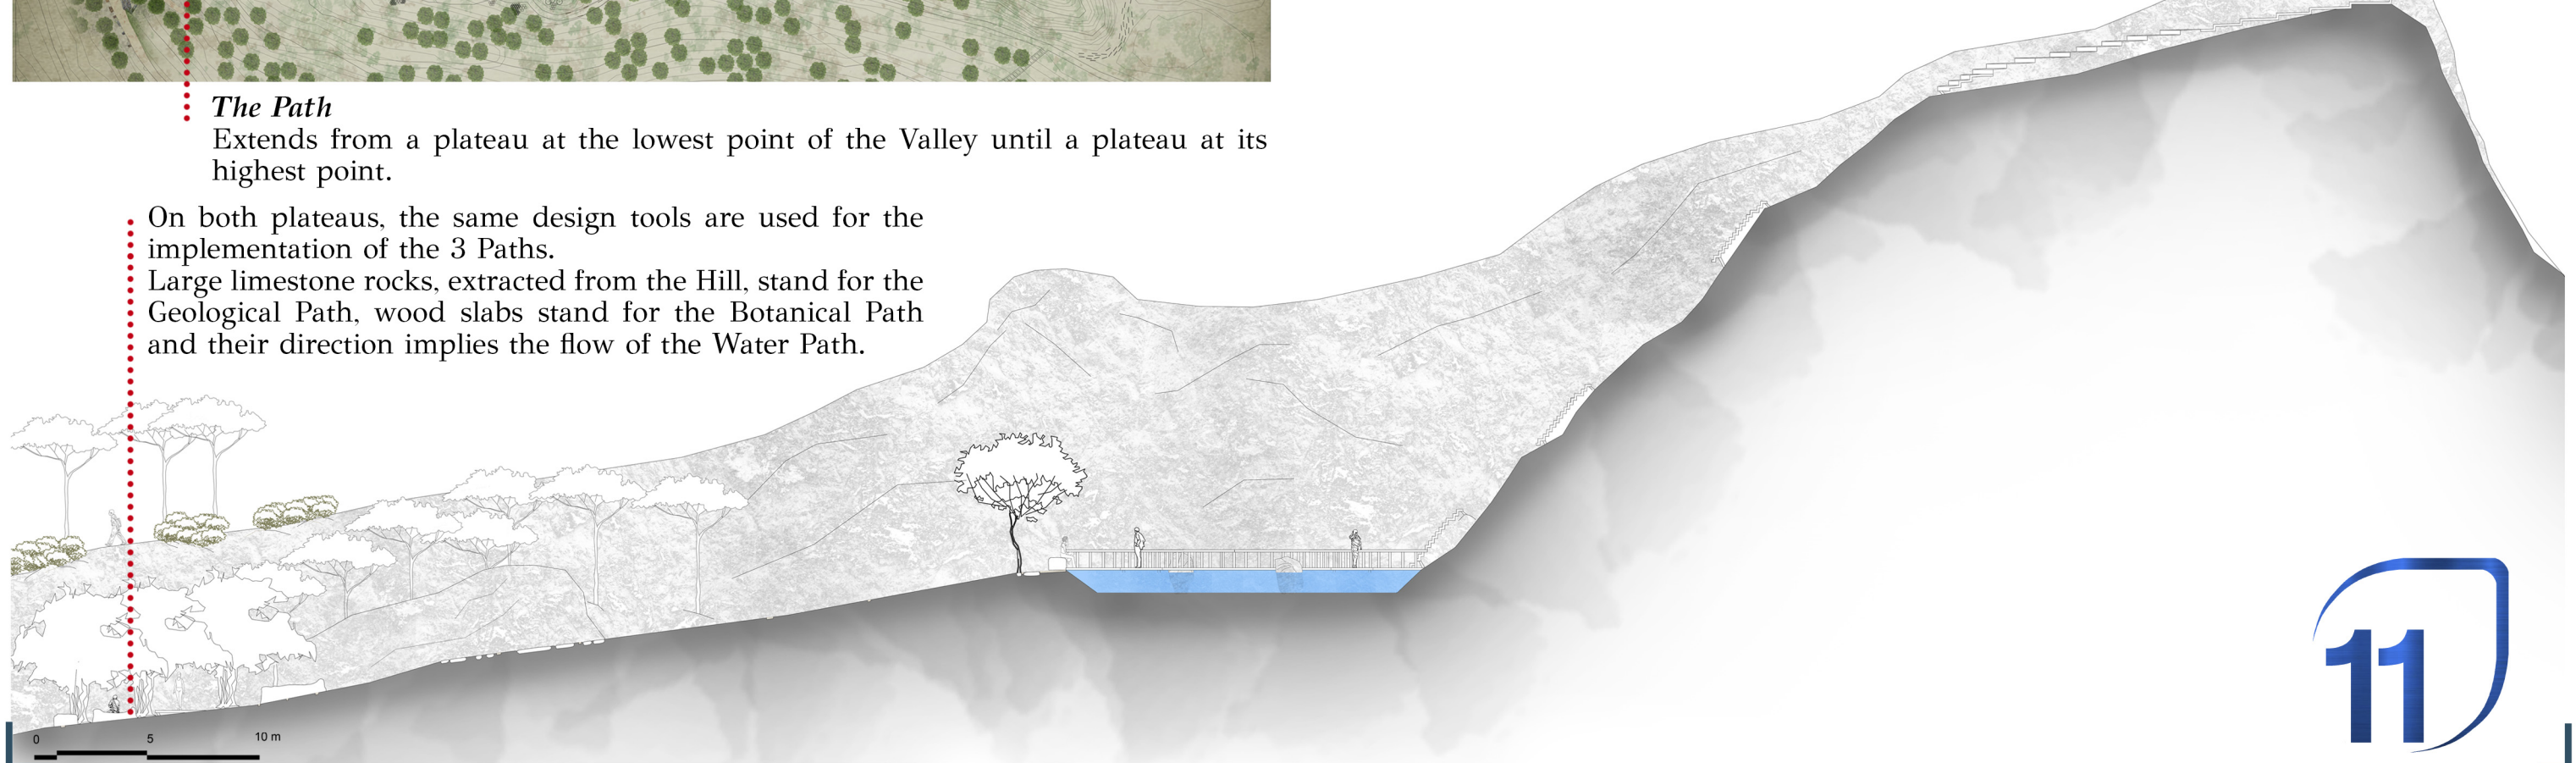 The Path
Extends from a plateau at the lowest point of the Valley until a plateau at its
highest point.
On both plateaus, the same design tools are used for the
implementation of the 3 Paths.
Large limestone rocks, extracted from the Hill, stand for the
Geological Path, wood slabs stand for the Botanical Path
and their direction implies the flow of the Water Path.
0 5 10 m
11